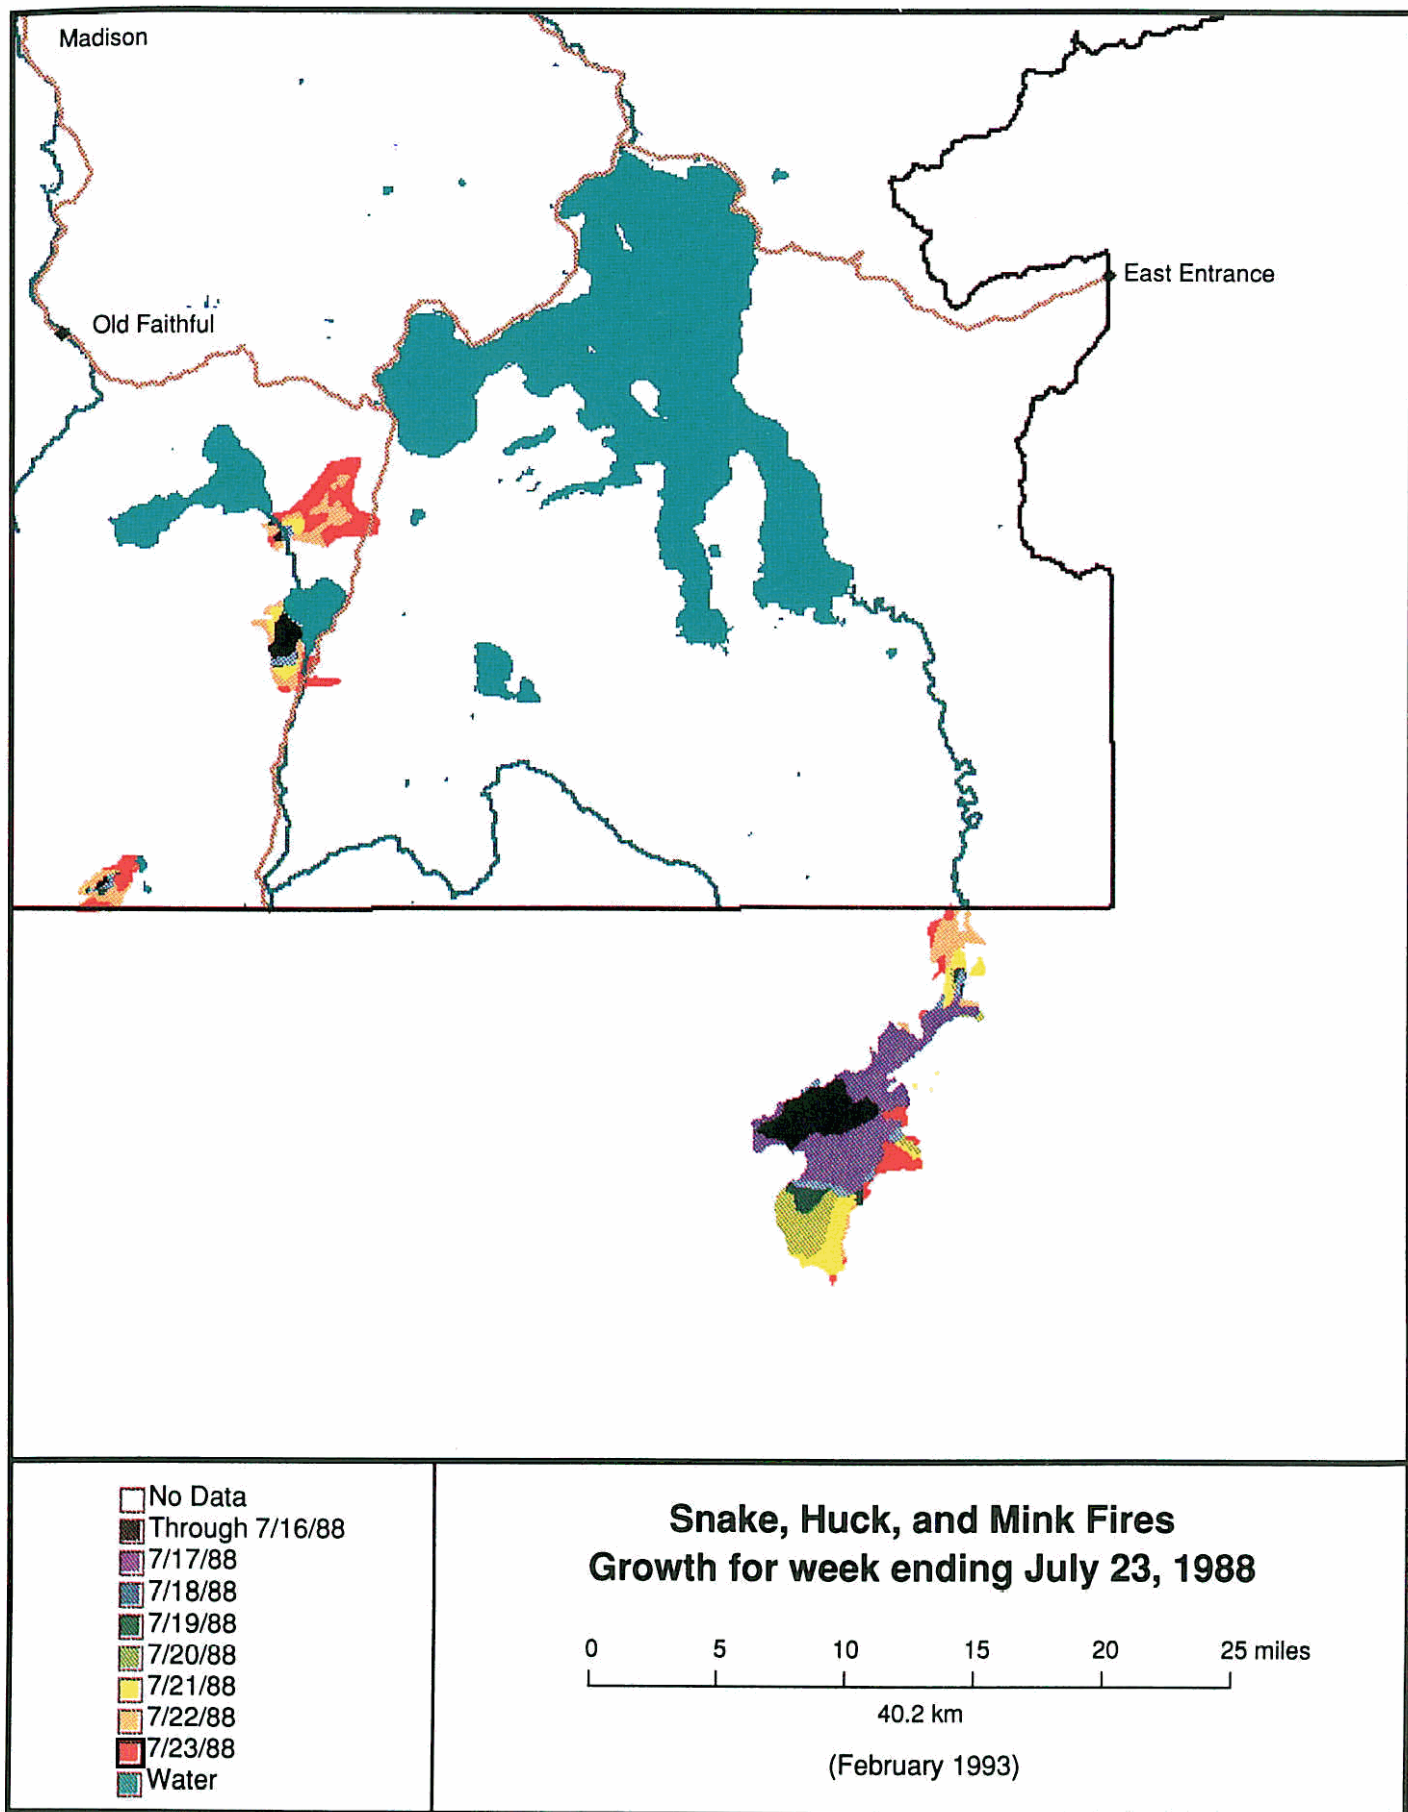 Madison
East Entrance
Old Faithful
No Data
Through 7/16/88
7/17/88
7/18/88
7/19/88
7/20/88
7/21/88
7/22/88
7/23/88
Water
Snake, Huck, and Mink Fires
Growth for week ending July 23, 1988
0 5 10 15 20 25 miles
40.2 km
(February 1993)